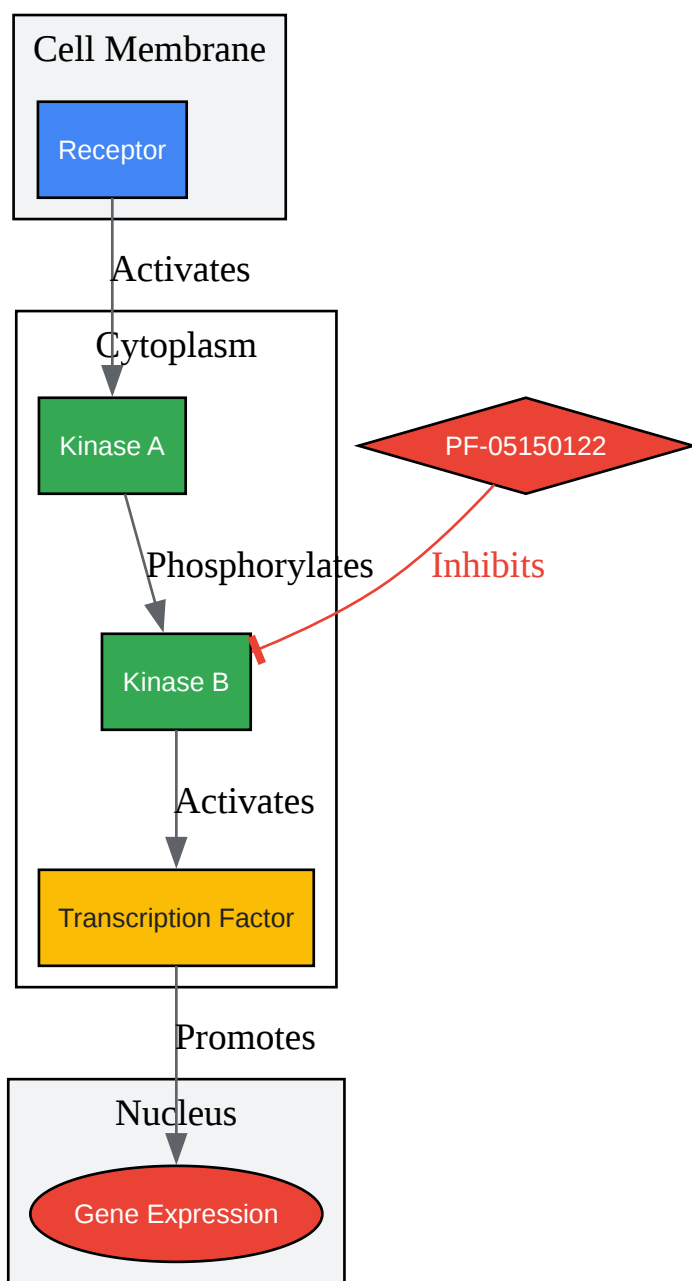 Cell Membrane
Receptor
Activates
Cytoplasm
Kinase A
PF-05150122
Phosphorylates
Inhibits
Kinase B
Activates
Transcription Factor
Promotes
Nucleus
Gene Expression